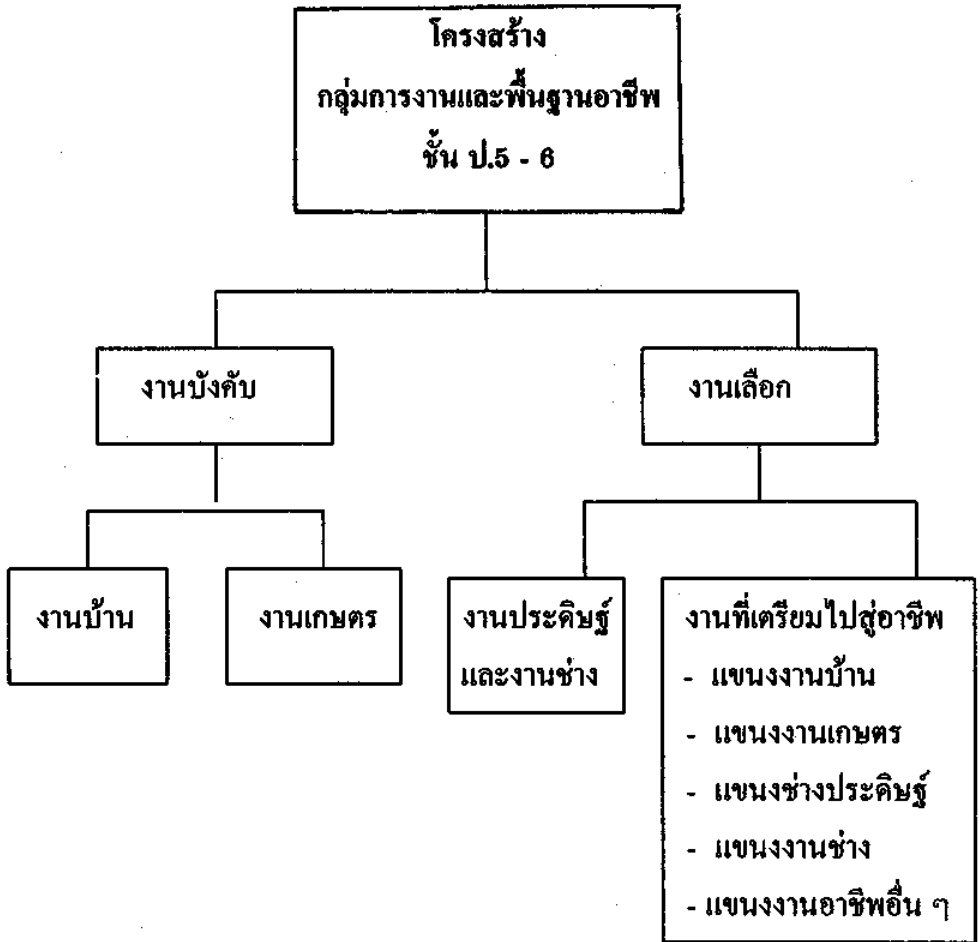 โครงสร้าง
กลุ่มการงานและพื้นฐานอาชีพ
ชั้น ป.5 - 6
งานบังคับ
งานเลือก
งานบ้าน
งานเกษตร
งานประดิษฐ์
และงานช่าง
งานที่เตรียมไปสู่อาชีพ
- แขนงงานบ้าน
- แขนงงานเกษตร
- แขนงช่างประดิษฐ์
- แขนงงานช่าง
- แขนงงานอาชีพอื่น ๆ